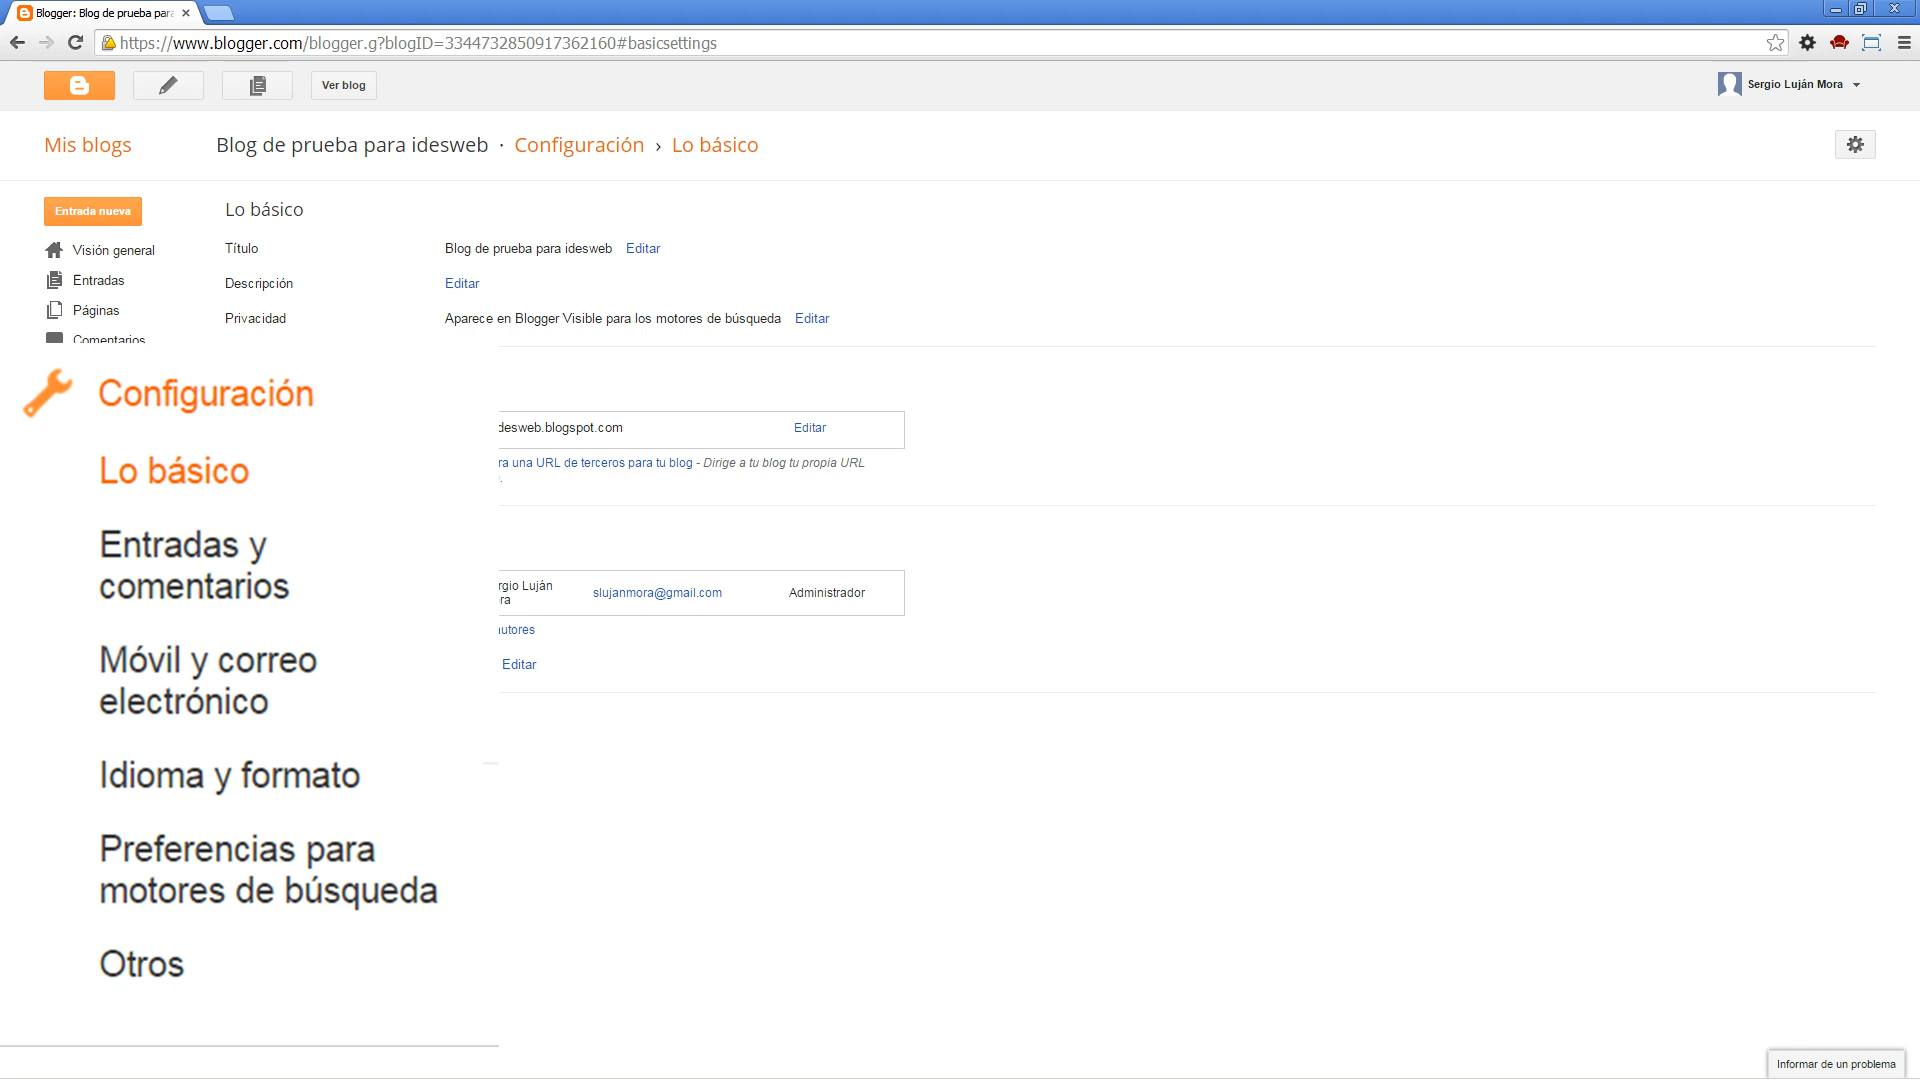 Blogger: Blog de prueba par
https://www.blogger.com/blogger.g?blogID=3344732850917362160#basicsettings
Ver blog
Sergio Luján Mora
Mis blogs
Blog de prueba para idesweb · Configuración › Lo básico
Entrada nueva
Visión general
Entradas
Páginas
Comentarios
Lo básico
Título
Blog de prueba para idesweb Editar
Descripción
Editar
Privacidad
Aparece en Blogger Visible para los motores de búsqueda Editar
Configuración
Lo básico
Entradas y
comentarios
Móvil y correo
electrónico
Idioma y formato
Preferencias para
motores de búsqueda
Otros
desweb.blogspot.com Editar
ra una URL de terceros para tu blog - Dirige a tu blog tu propia URL
rgio Luján
ra
slujanmora@gmail.com
Administrador
autores
Editar
Informar de un problema